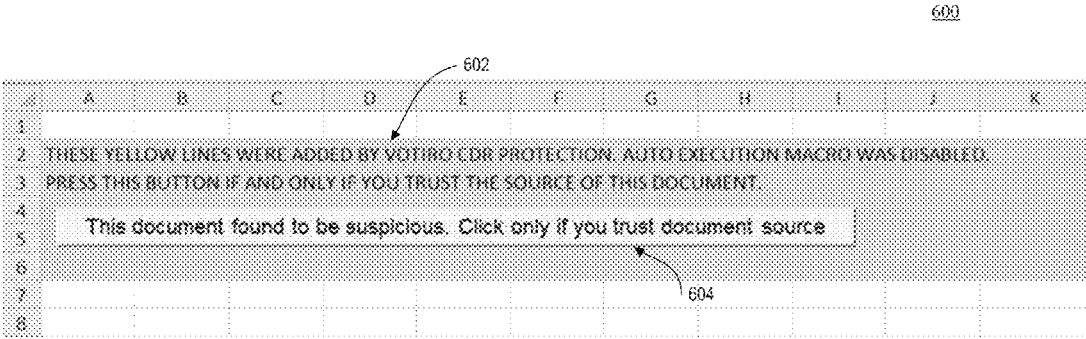 600
602
A B C D E F G H I J K
1
2 THESE YELLOW LINES WERE ADDED BY VOTIRO CDR PROTECTION. AUTO EXECUTION MACRO WAS DISABLED.
3 PRESS THIS BUTTON IF AND ONLY IF YOU TRUST THE SOURCE OF THIS DOCUMENT.
4
This document found to be suspicious. Click only if you trust document source
5
6
7
604
8